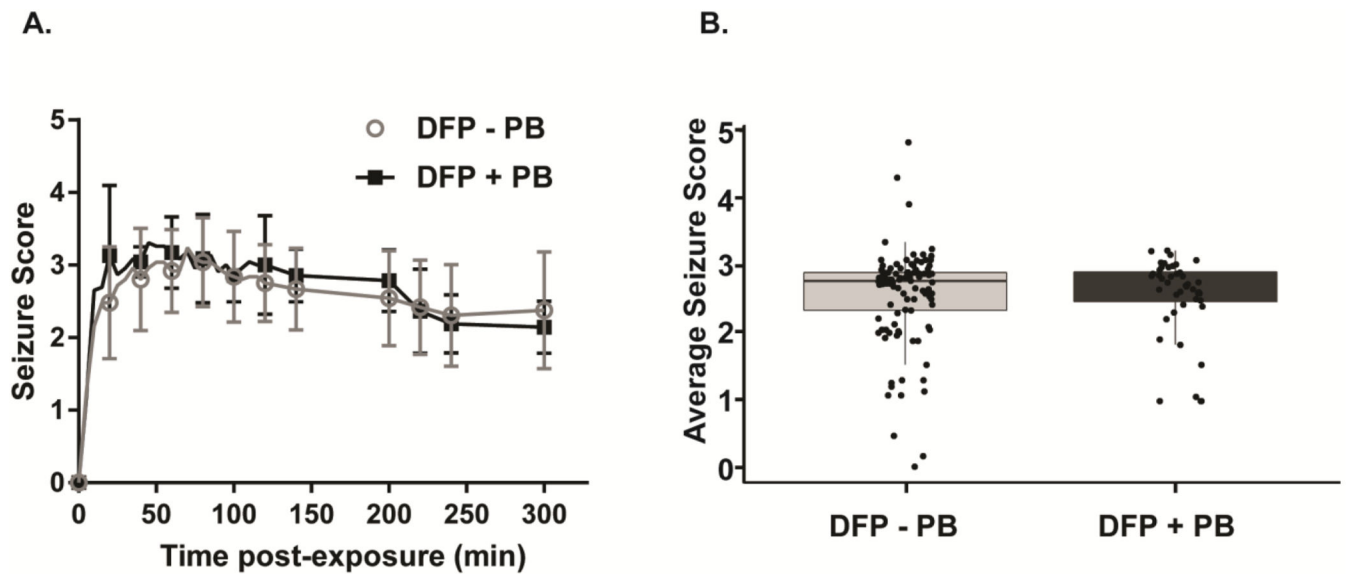 A.
B.
5
4
3
2
1
0
Seizure Score
DFP - PB
DFP + PB
0
50
100
150
200
250
300
Time post-exposure (min)
5
4
3
2
1
0
Average Seizure Score
DFP - PB
DFP + PB